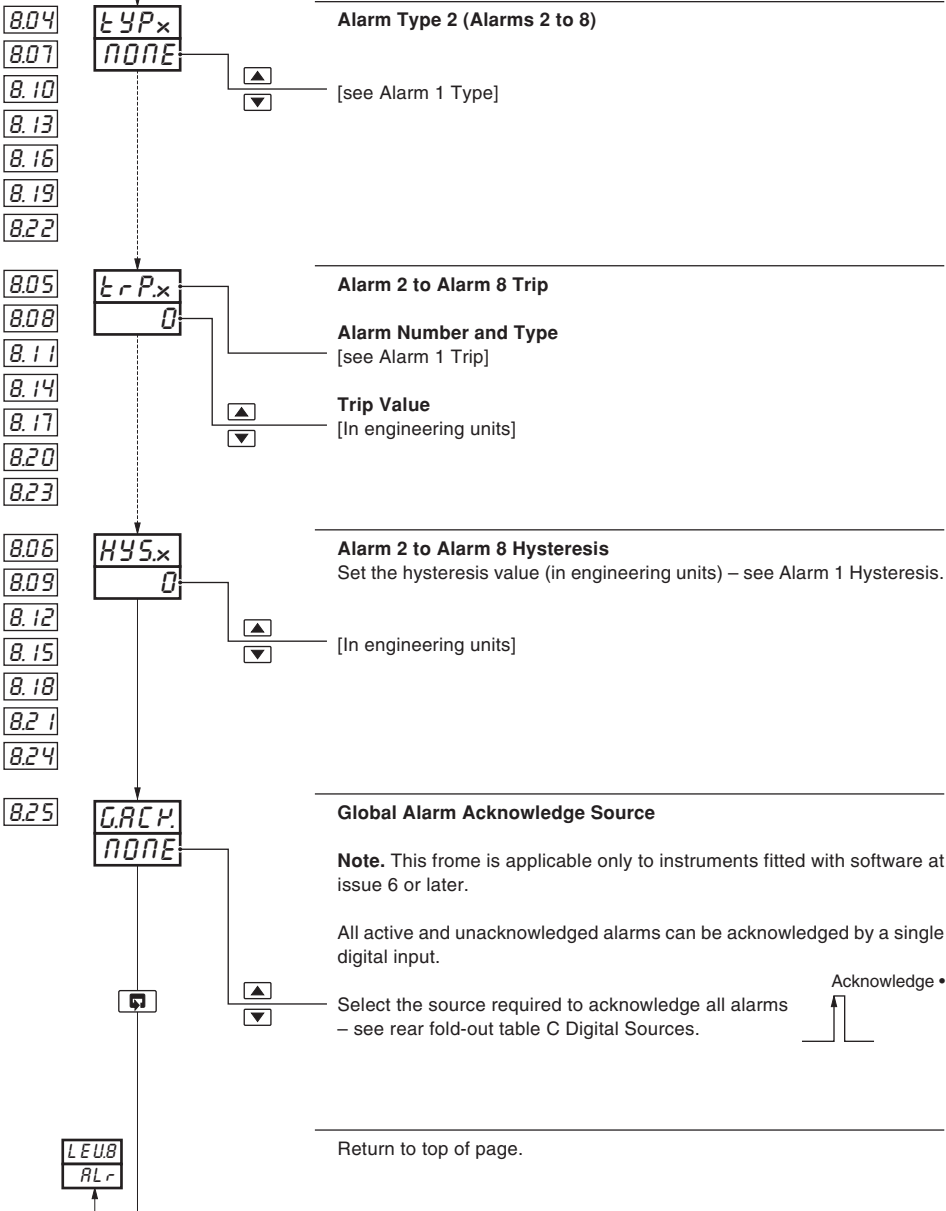 8.04
8.07
8.10
8.13
8.16
8.19
8.22
tYPx
NONE
Alarm Type 2 (Alarms 2 to 8)
[see Alarm 1 Type]
8.05
8.08
8.11
8.14
8.17
8.20
8.23
trP.x
0
Alarm 2 to Alarm 8 Trip
Alarm Number and Type
[see Alarm 1 Trip]
Trip Value
[In engineering units]
8.06
8.09
8.12
8.15
8.18
8.21
8.24
HYS.x
0
Alarm 2 to Alarm 8 Hysteresis
Set the hysteresis value (in engineering units) – see Alarm 1 Hysteresis.
[In engineering units]
8.25
G.ACK.
NONE
Global Alarm Acknowledge Source
Note. This frome is applicable only to instruments fitted with software at
issue 6 or later.
All active and unacknowledged alarms can be acknowledged by a single
digital input.
Acknowledge •
Select the source required to acknowledge all alarms
– see rear fold-out table C Digital Sources.
LEV.8
ALr
Return to top of page.